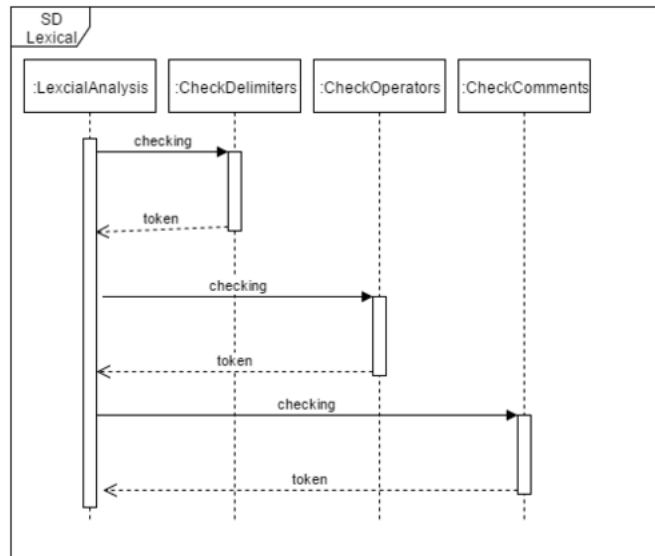 SD
Lexical
:LexcialAnalysis
:CheckDelimiters
:CheckOperators
:CheckComments
checking
token
checking
token
checking
token